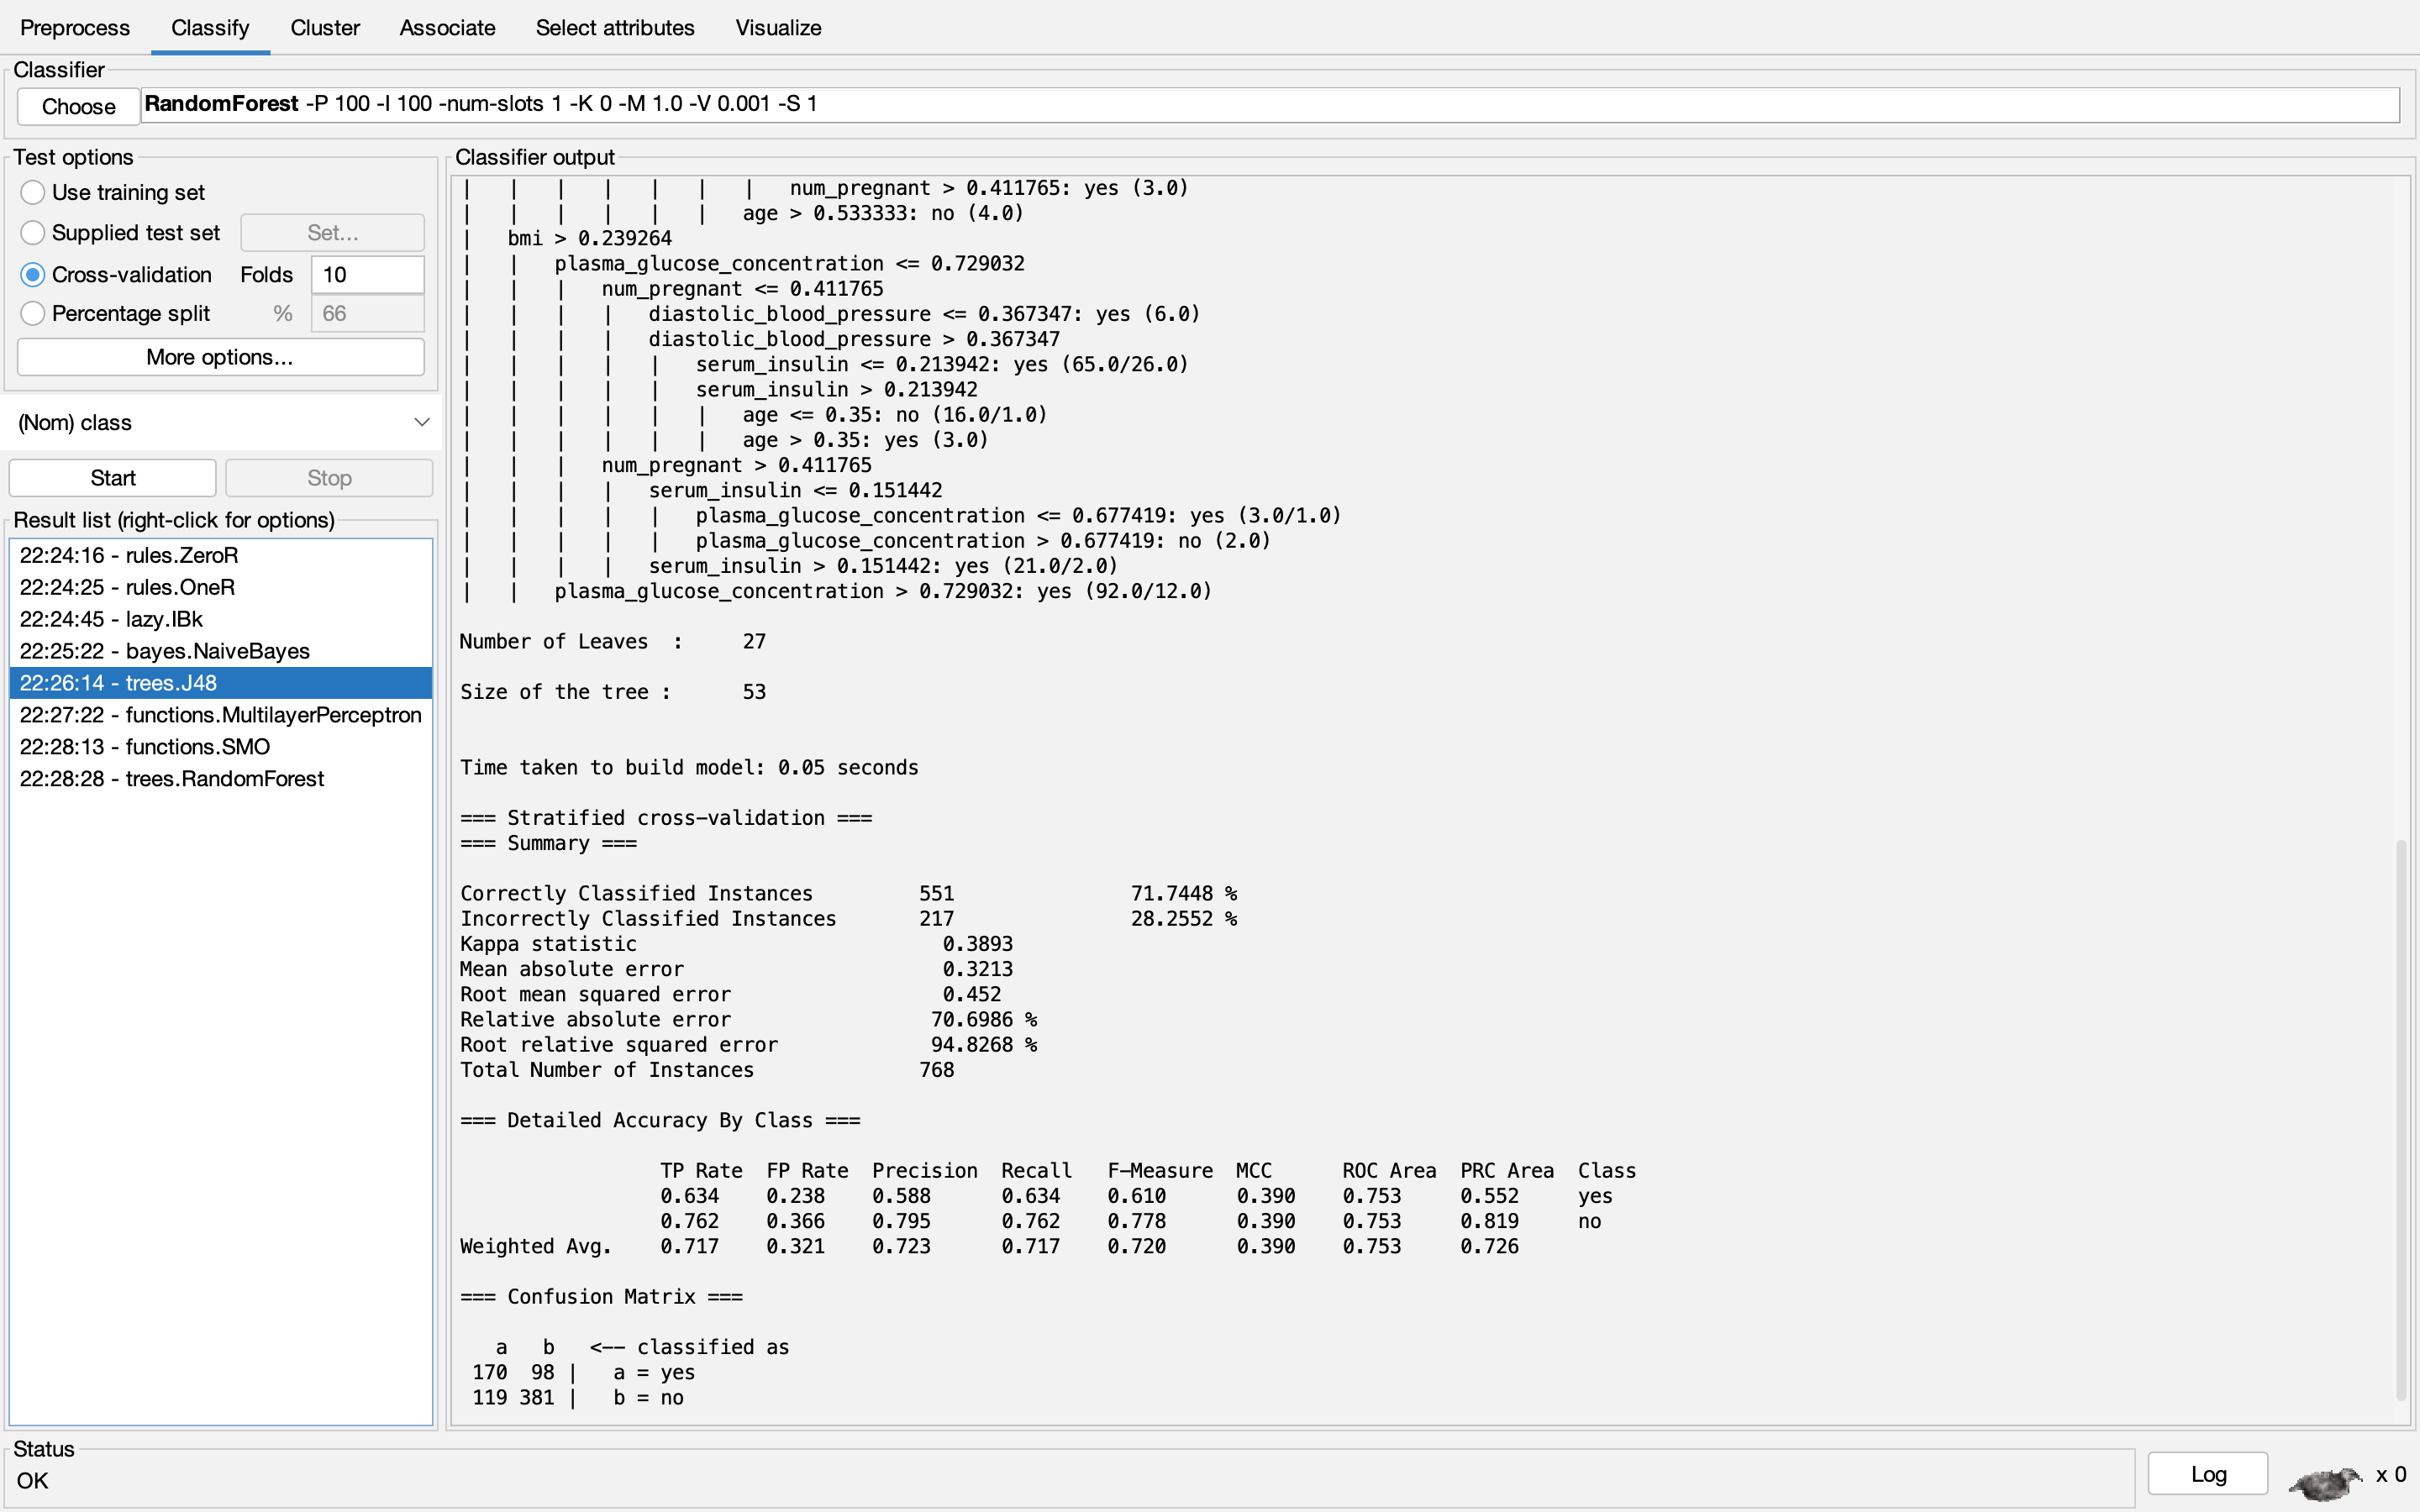 Preprocess Classify Cluster Associate Select attributes Visualize
Classifier
Choose RandomForest -P 100 -I 100 -num-slots 1 -K 0 -M 1.0 -V 0.001 -S 1
Test options
Use training set
Supplied test set Set...
Cross-validation Folds 10
Percentage split % 66
More options...
(Nom) class
Start Stop
Result list (right-click for options)
22:24:16 - rules.ZeroR
22:24:25 - rules.OneR
22:24:45 - lazy.IBk
22:25:22 - bayes.NaiveBayes
22:26:14 - trees.J48
22:27:22 - functions.MultilayerPerceptron
22:28:13 - functions.SMO
22:28:28 - trees.RandomForest
Classifier output
|   |   |   |   |   |   |   num_pregnant > 0.411765: yes (3.0)
|   |   |   |   |   |   age > 0.533333: no (4.0)
|   bmi > 0.239264
|   |   plasma_glucose_concentration <= 0.729032
|   |   |   num_pregnant <= 0.411765
|   |   |   |   diastolic_blood_pressure <= 0.367347: yes (6.0)
|   |   |   |   diastolic_blood_pressure > 0.367347
|   |   |   |   |   serum_insulin <= 0.213942: yes (65.0/26.0)
|   |   |   |   |   serum_insulin > 0.213942
|   |   |   |   |   |   age <= 0.35: no (16.0/1.0)
|   |   |   |   |   |   age > 0.35: yes (3.0)
|   |   |   num_pregnant > 0.411765
|   |   |   |   serum_insulin <= 0.151442
|   |   |   |   |   plasma_glucose_concentration <= 0.677419: yes (3.0/1.0)
|   |   |   |   |   plasma_glucose_concentration > 0.677419: no (2.0)
|   |   |   |   serum_insulin > 0.151442: yes (21.0/2.0)
|   |   plasma_glucose_concentration > 0.729032: yes (92.0/12.0)
Number of Leaves  :     27
Size of the tree :      53
Time taken to build model: 0.05 seconds
=== Stratified cross-validation ===
=== Summary ===
Correctly Classified Instances         551               71.7448 %
Incorrectly Classified Instances       217               28.2552 %
Kappa statistic                          0.3893
Mean absolute error                      0.3213
Root mean squared error                  0.452
Relative absolute error                 70.6986 %
Root relative squared error             94.8268 %
Total Number of Instances              768
=== Detailed Accuracy By Class ===
TP Rate  FP Rate  Precision  Recall   F-Measure  MCC      ROC Area  PRC Area  Class
0.634    0.238    0.588      0.634    0.610      0.390    0.753     0.552     yes
0.762    0.366    0.795      0.762    0.778      0.390    0.753     0.819     no
Weighted Avg.    0.717    0.321    0.723      0.717    0.720      0.390    0.753     0.726
=== Confusion Matrix ===
a   b   <-- classified as
170  98 |   a = yes
119 381 |   b = no
Status
OK
Log x 0